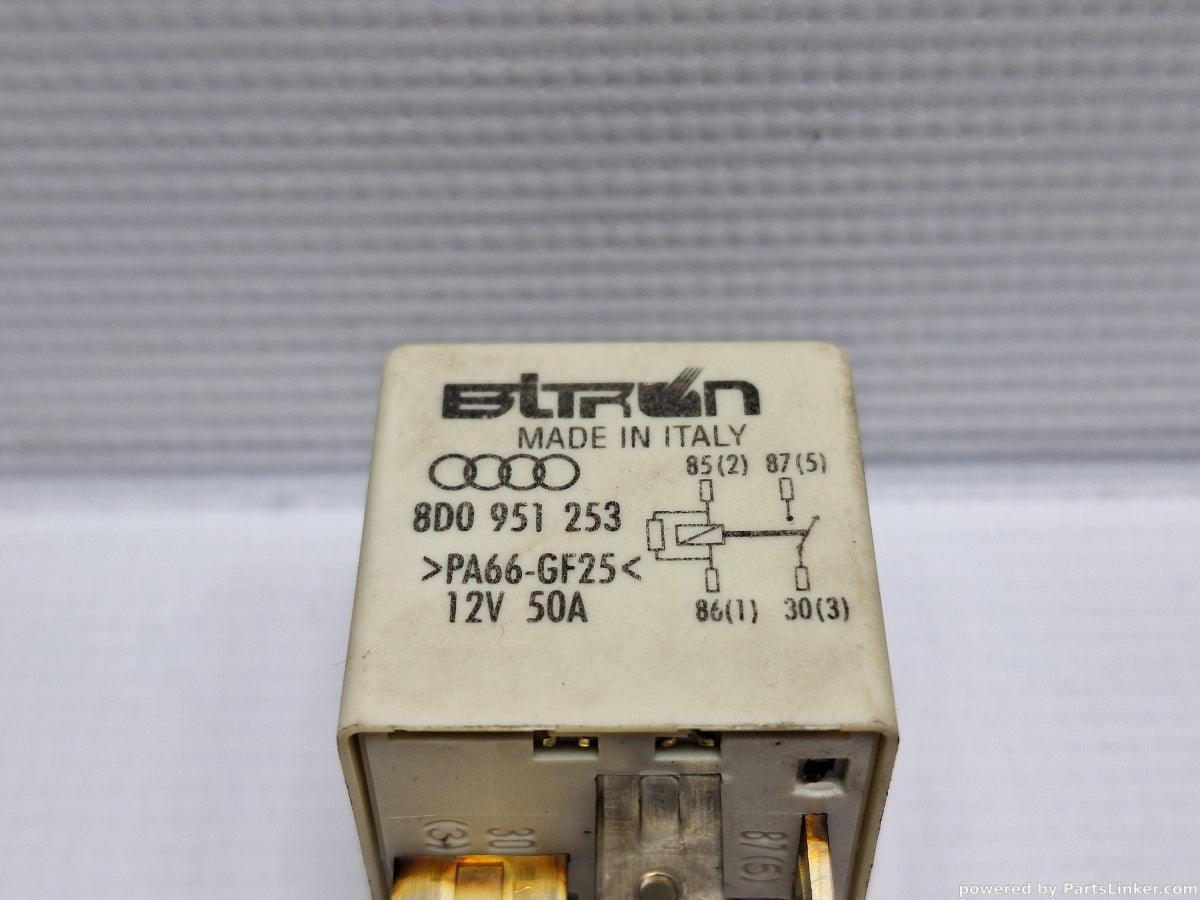 BiTRON
MADE IN ITALY
85(2) 87(5)
8D0 951 253
>PA66-GF25<
12V 50A
86(1) 30(3)
30
(3)
87(5)
powered by PartsLinker.com